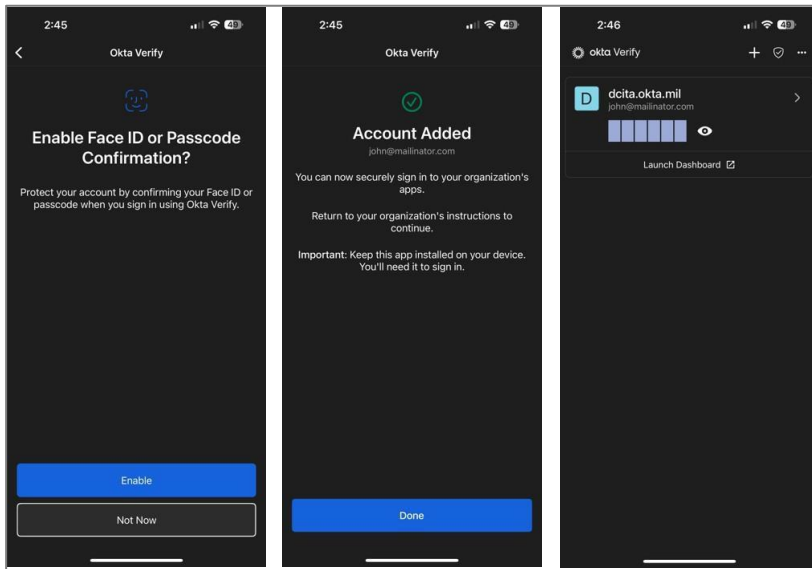 2:45
49
Okta Verify
Enable Face ID or Passcode
Confirmation?
Protect your account by confirming your Face ID or
passcode when you sign in using Okta Verify.
Enable
Not Now
2:45
49
Okta Verify
Account Added
john@mailinator.com
You can now securely sign in to your organization's
apps.
Return to your organization's instructions to
continue.
Important: Keep this app installed on your device.
You'll need it to sign in.
Done
2:46
49
okta Verify
D
dcita.okta.mil
john@mailinator.com
Launch Dashboard